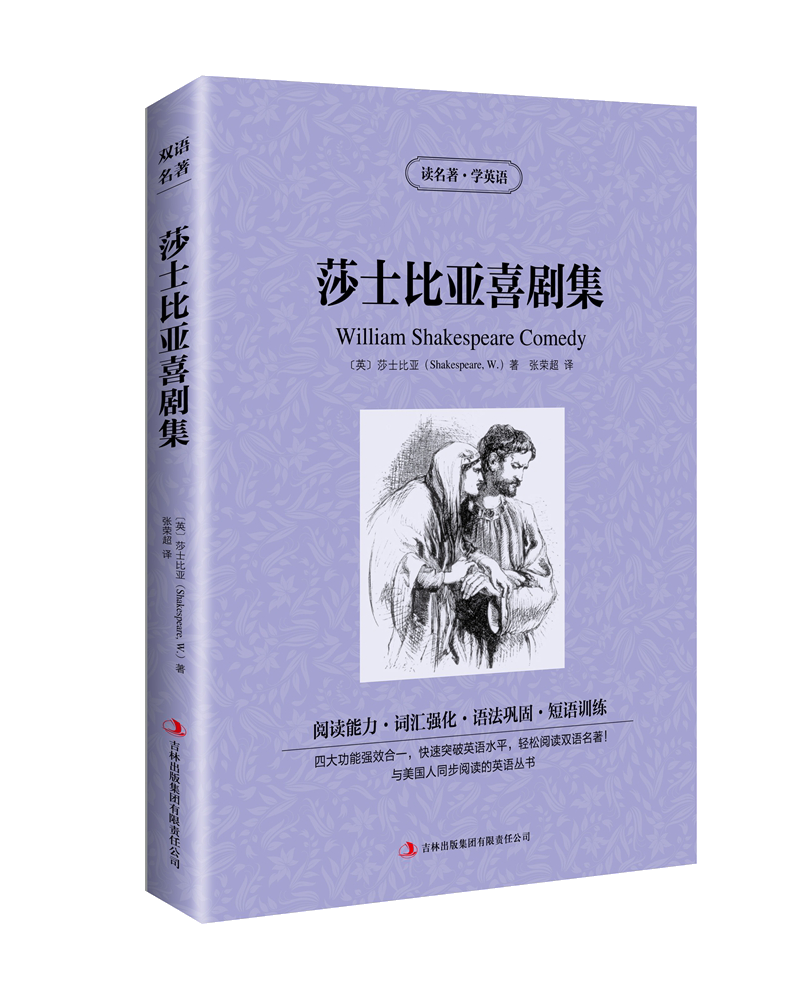 双语
名著
莎士比亚喜剧集
〔英〕莎士比亚（Shakespeare, W.）著
张荣超 译
吉林出版集团有限责任公司
读名著·学英语
莎士比亚喜剧集
William Shakespeare Comedy
〔英〕莎士比亚（Shakespeare, W.）著 张荣超 译
阅读能力·词汇强化·语法巩固·短语训练
四大功能强效合一，快速突破英语水平，轻松阅读双语名著！
与美国人同步阅读的英语丛书
吉林出版集团有限责任公司